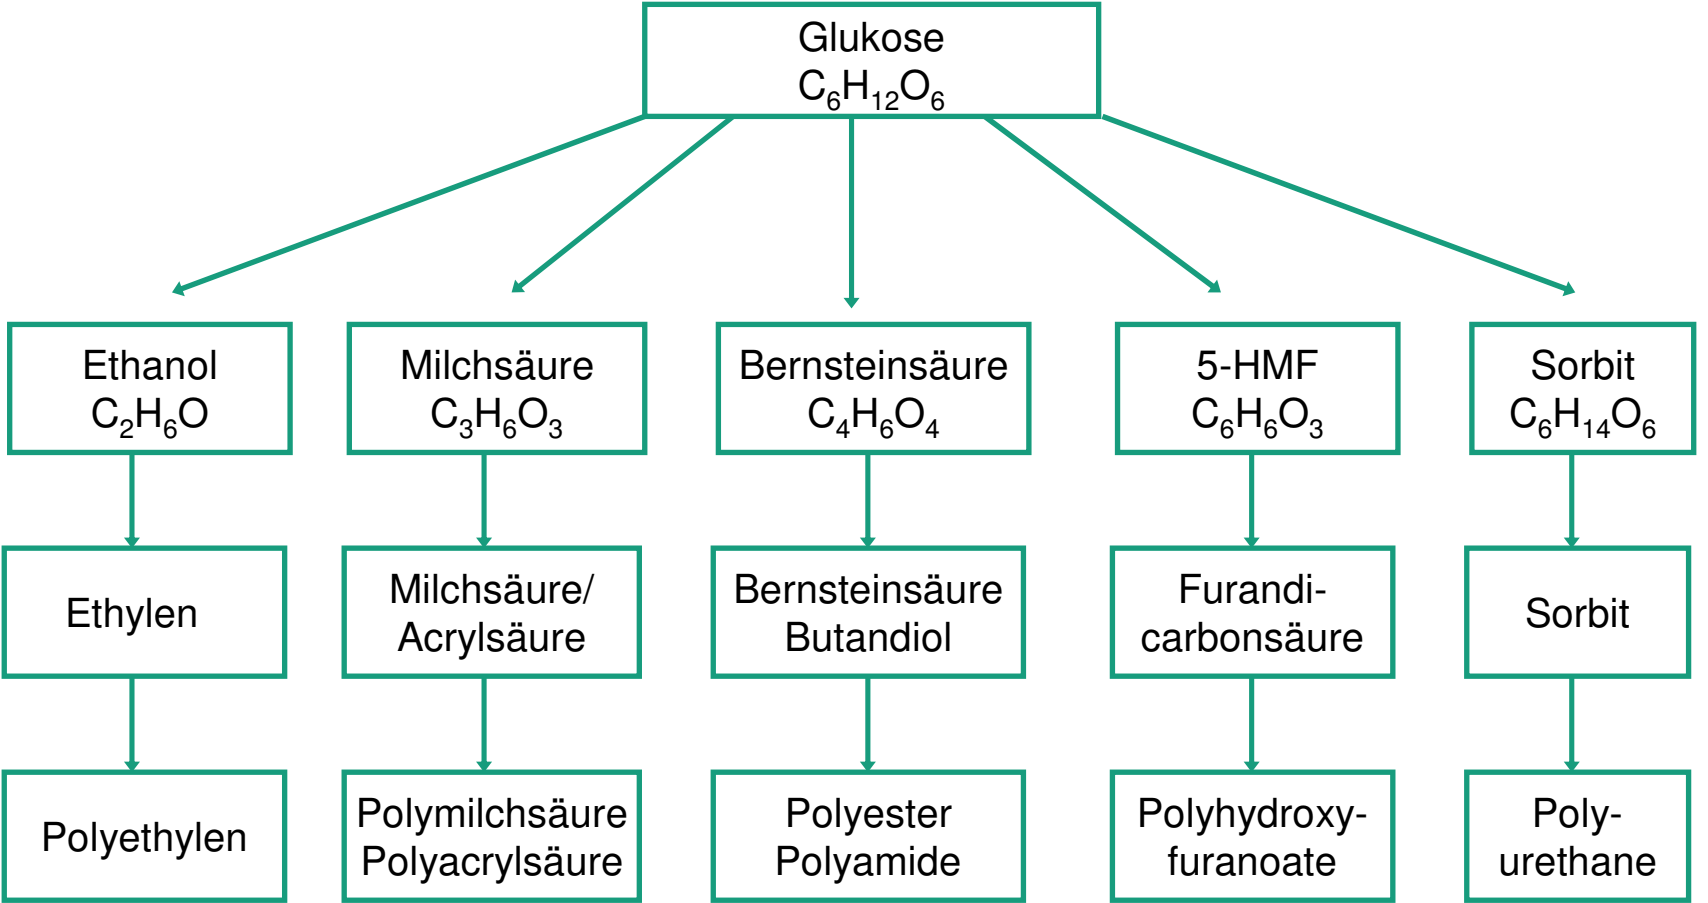 Glukose
C₆H₁₂O₆
Ethanol
C₂H₆O
Milchsäure
C₃H₆O₃
Bernsteinsäure
C₄H₆O₄
5-HMF
C₆H₆O₃
Sorbit
C₆H₁₄O₆
Ethylen
Milchsäure/
Acrylsäure
Bernsteinsäure
Butandiol
Furandi-
carbonsäure
Sorbit
Polyethylen
Polymilchsäure
Polyacrylsäure
Polyester
Polyamide
Polyhydroxy-
furanoate
Poly-
urethane